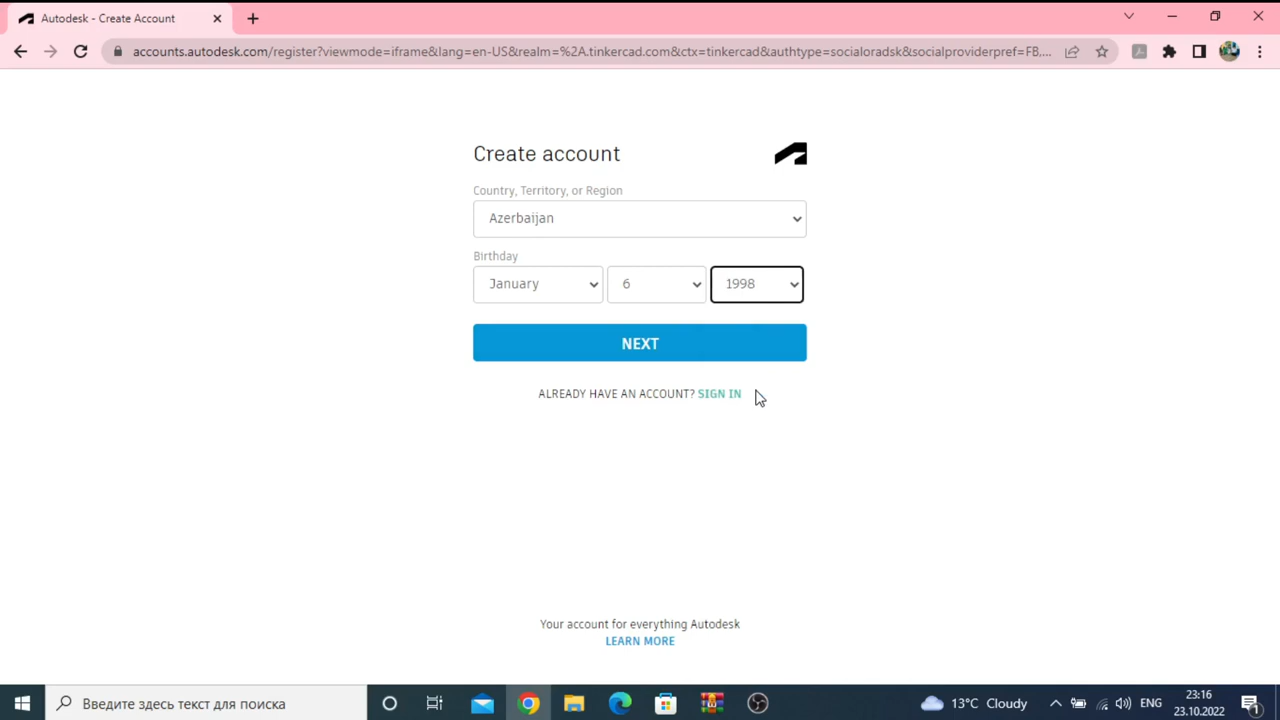 Autodesk - Create Account
accounts.autodesk.com/register?viewmode=iframe&lang=en-US&realm=%2A.tinkercad.com&ctx=tinkercad&authtype=socialoradsk&socialproviderpref=FB,...
Create account
Country, Territory, or Region
Azerbaijan
Birthday
January 6 1998
NEXT
ALREADY HAVE AN ACCOUNT? SIGN IN
Your account for everything Autodesk
LEARN MORE
Введите здесь текст для поиска
13°C Cloudy
ENG
23:16
23.10.2022
1